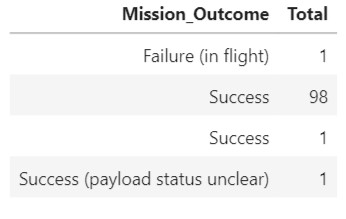 Mission_Outcome Total
Failure (in flight) 1
Success 98
Success 1
Success (payload status unclear) 1